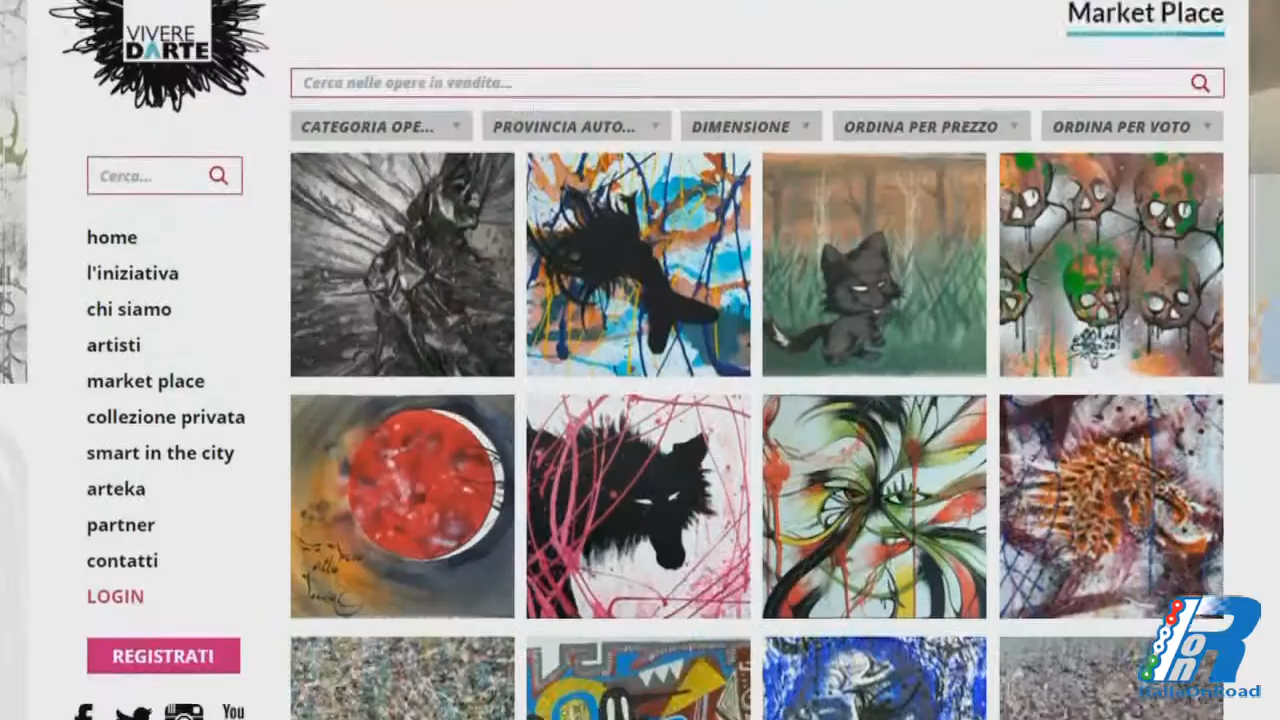 VIVERE
DARTE
Market Place
Cerca nelle opere in vendita...
CATEGORIA OPE...
PROVINCIA AUTO...
DIMENSIONE
ORDINA PER PREZZO
ORDINA PER VOTO
Cerca...
home
l'iniziativa
chi siamo
artisti
market place
collezione privata
smart in the city
arteka
partner
contatti
LOGIN
REGISTRATI
You
ItaliaOnRoad